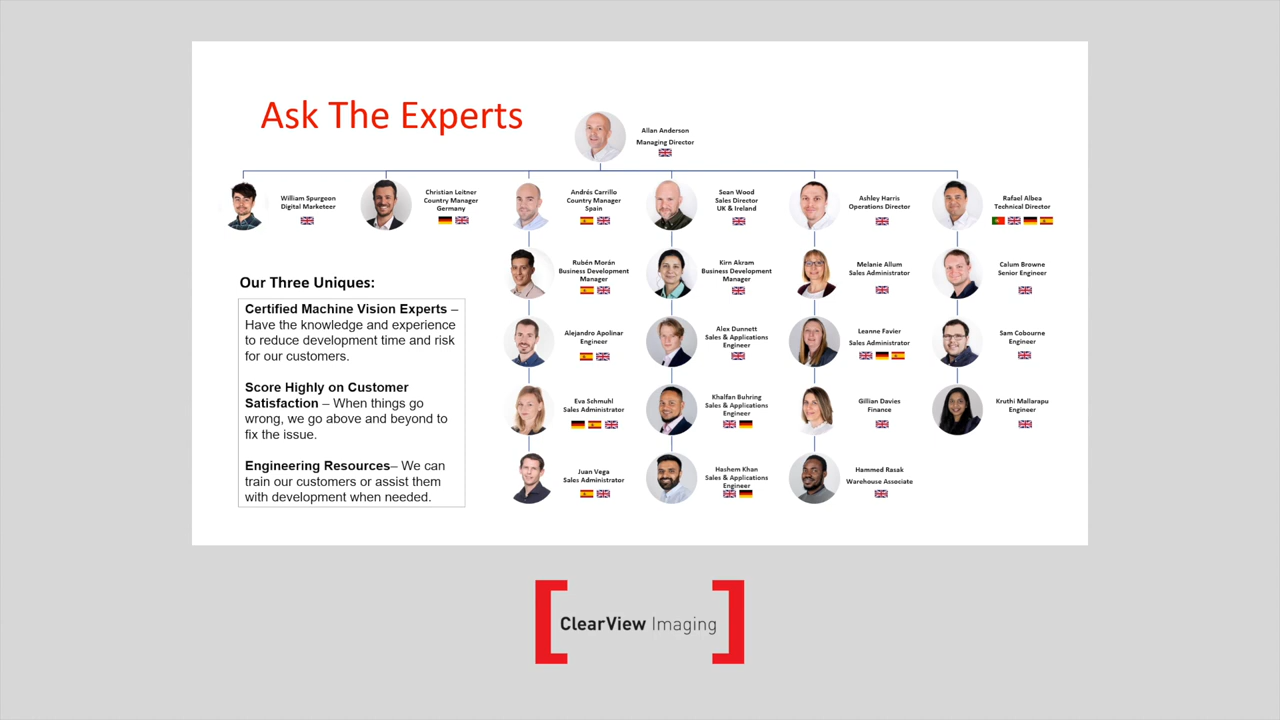 Ask The Experts
Allan Anderson
Managing Director
William Spurgeon
Digital Marketeer
Christian Leitner
Country Manager
Germany
Andrés Carrillo
Country Manager
Spain
Sean Wood
Sales Director
UK & Ireland
Ashley Harris
Operations Director
Rafael Albea
Technical Director
Rubén Morán
Business Development
Manager
Kirn Akram
Business Development
Manager
Melanie Allum
Sales Administrator
Calum Browne
Senior Engineer
Alejandro Apolinar
Engineer
Alex Dunnett
Sales & Applications
Engineer
Leanne Favier
Sales Administrator
Sam Cobourne
Engineer
Eva Schmuhl
Sales Administrator
Khalfan Buhring
Sales & Applications
Engineer
Gillian Davies
Finance
Kruthi Mallarapu
Engineer
Juan Vega
Sales Administrator
Hashem Khan
Sales & Applications
Engineer
Hammed Rasak
Warehouse Associate
Our Three Uniques:
Certified Machine Vision Experts –
Have the knowledge and experience
to reduce development time and risk
for our customers.
Score Highly on Customer
Satisfaction – When things go
wrong, we go above and beyond to
fix the issue.
Engineering Resources– We can
train our customers or assist them
with development when needed.
ClearView Imaging